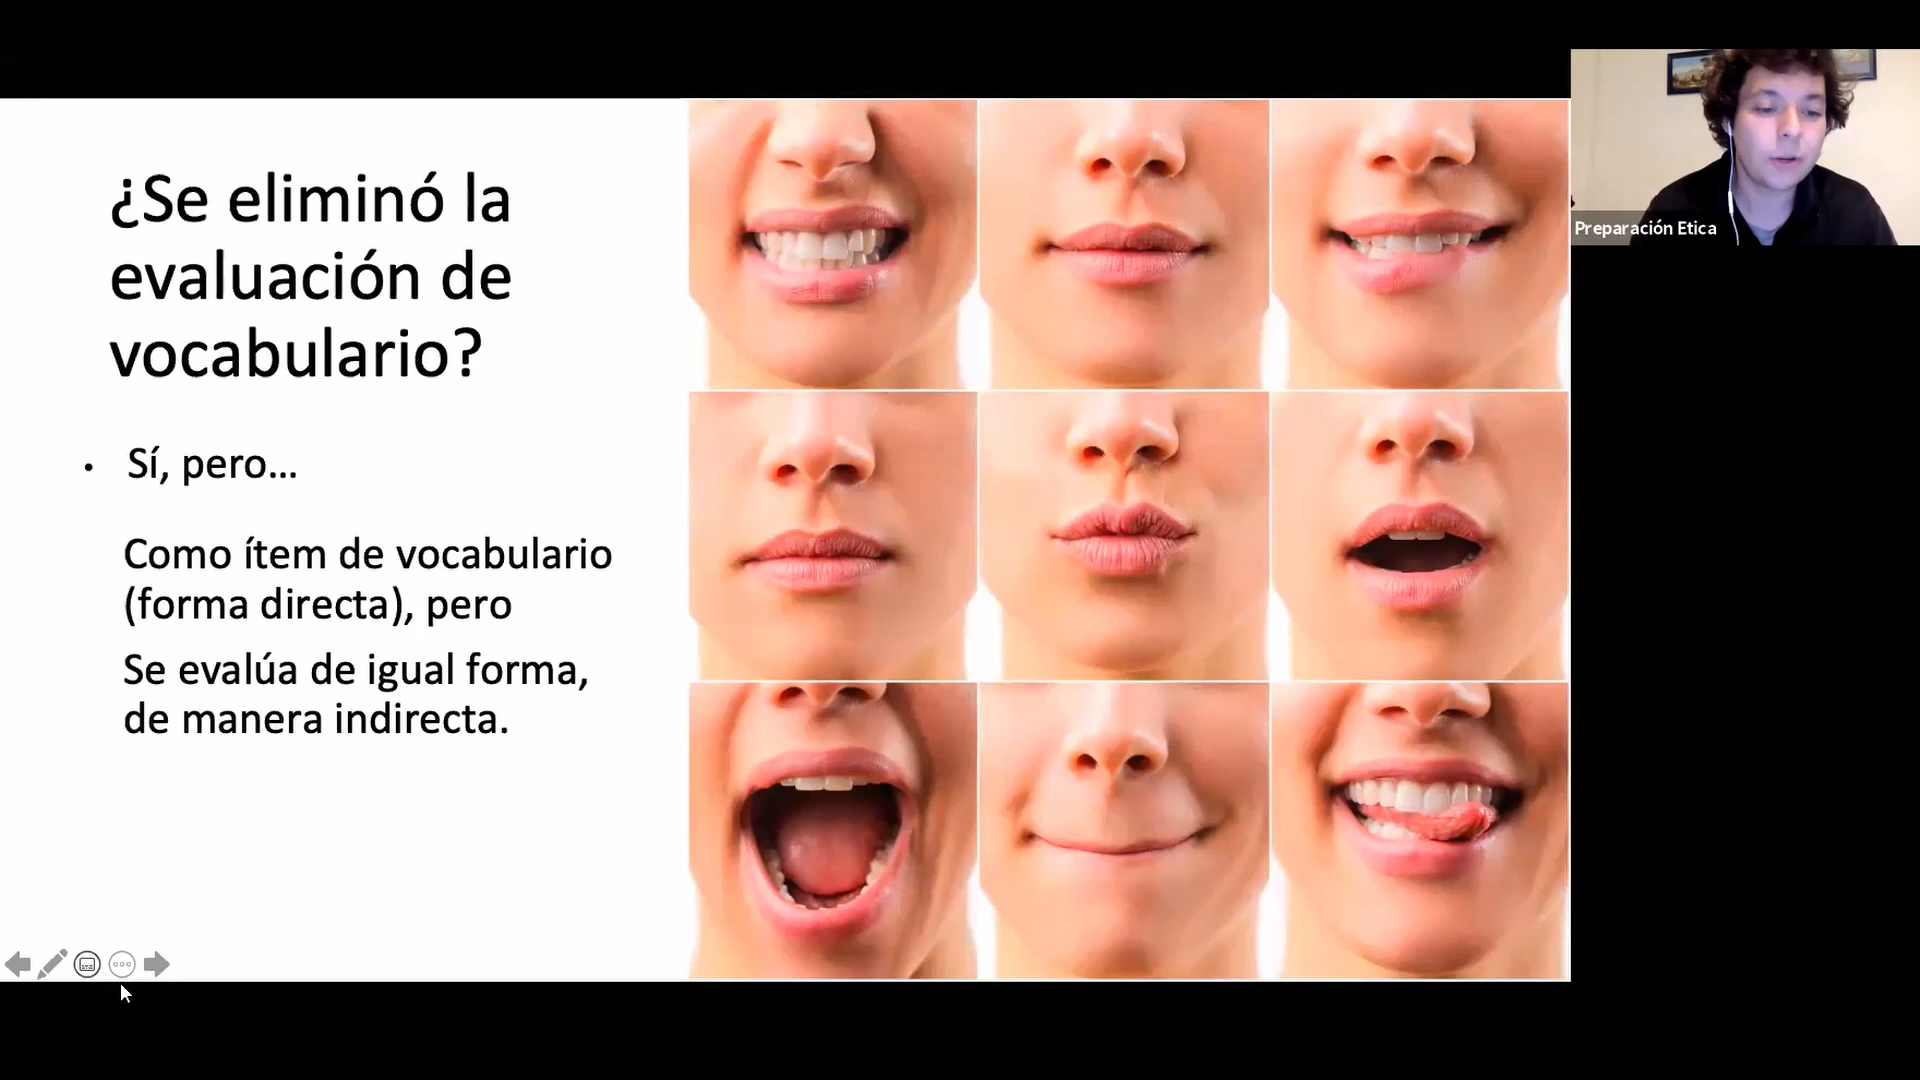 ¿Se eliminó la
evaluación de
vocabulario?
• Sí, pero...
Como ítem de vocabulario
(forma directa), pero
Se evalúa de igual forma,
de manera indirecta.
Preparación Etica